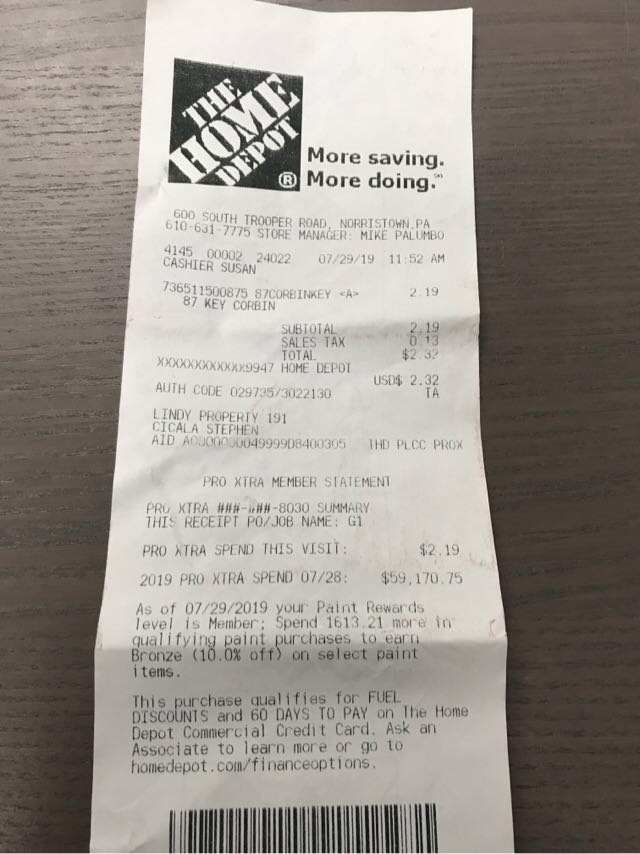 THE
HOME
DEPOT
®
More saving.
More doing.℠
600 SOUTH TROOPER ROAD, NORRISTOWN,PA
610-631-7775 STORE MANAGER: MIKE PALUMBO
4145 00002 24022 07/29/19 11:52 AM
CASHIER SUSAN
736511500875 87CORBINKEY <A> 2.19
87 KEY CORBIN
SUBTOTAL 2.19
SALES TAX 0.13
TOTAL $2.32
XXXXXXXXXXXX9947 HOME DEPOT
USD$ 2.32
AUTH CODE 029735/3022130 TA
LINDY PROPERTY 191
CICALA STEPHEN
AID THD PLCC PROX
PRO XTRA MEMBER STATEMENT
PRO XTRA ###-###-8030 SUMMARY
THIS RECEIPT PO/JOB NAME: G1
PRO XTRA SPEND THIS VISIT: $2.19
2019 PRO XTRA SPEND 07/28: $59,170.75
As of 07/29/2019 your Paint Rewards
level is Member; Spend 1613.21 more in
qualifying paint purchases to earn
Bronze (10.0% off) on select paint
items.
This purchase qualifies for FUEL
DISCOUNTS and 60 DAYS TO PAY on The Home
Depot Commercial Credit Card. Ask an
Associate to learn more or go to
homedepot.com/financeoptions.